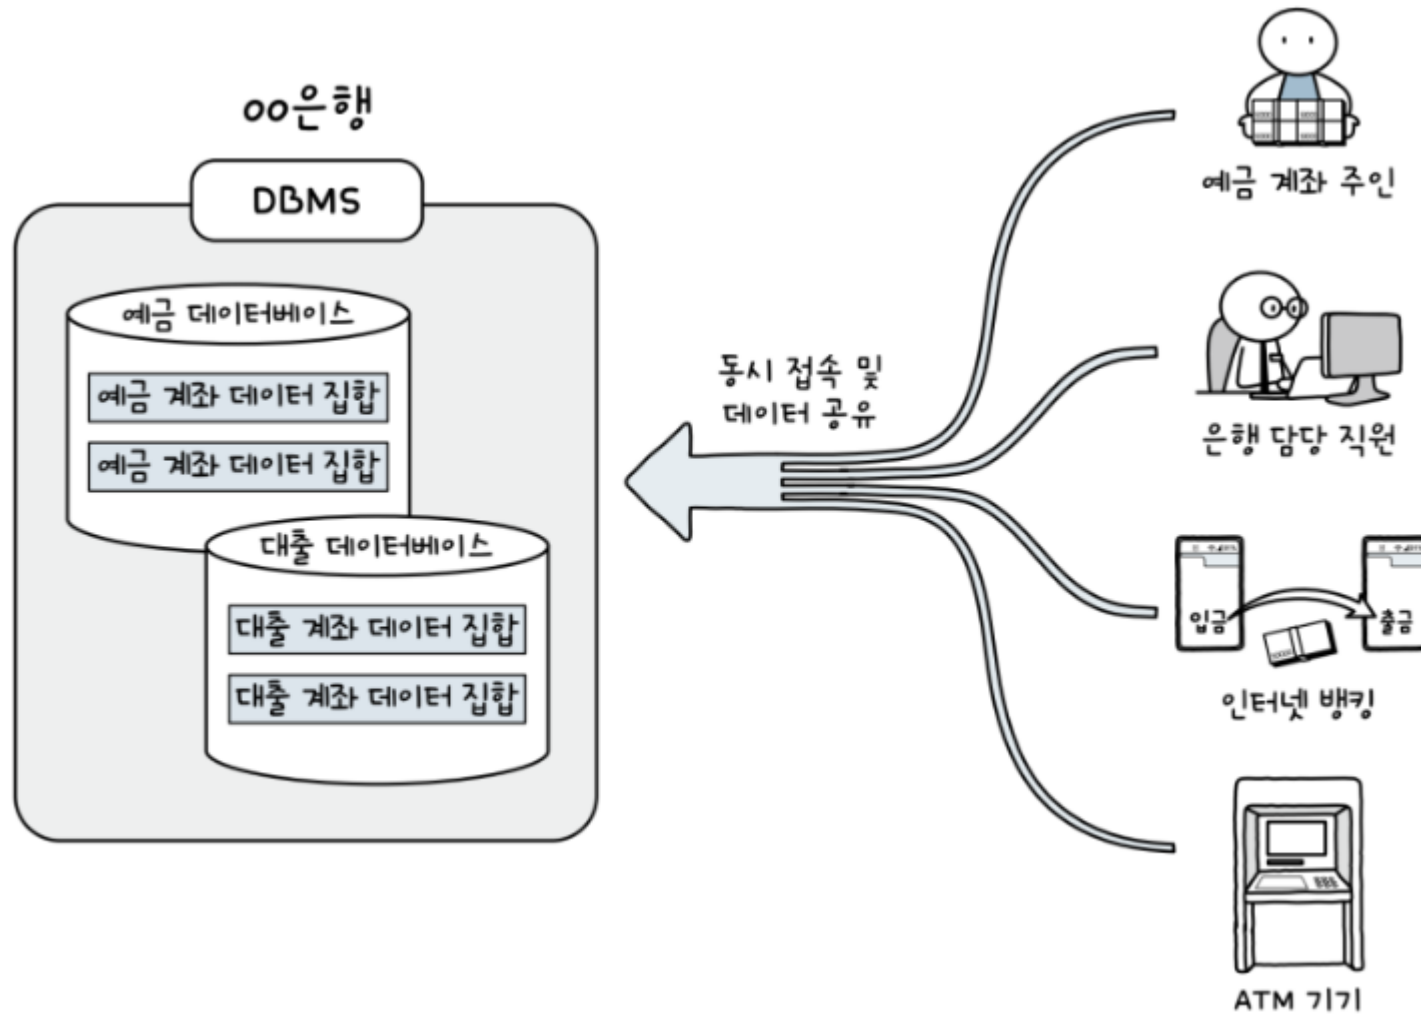 oo은행
DBMS
예금 데이터베이스
예금 계좌 데이터 집합
예금 계좌 데이터 집합
대출 데이터베이스
대출 계좌 데이터 집합
대출 계좌 데이터 집합
동시 접속 및
데이터 공유
예금 계좌 주인
은행 담당 직원
입금
출금
인터넷 뱅킹
ATM 기기